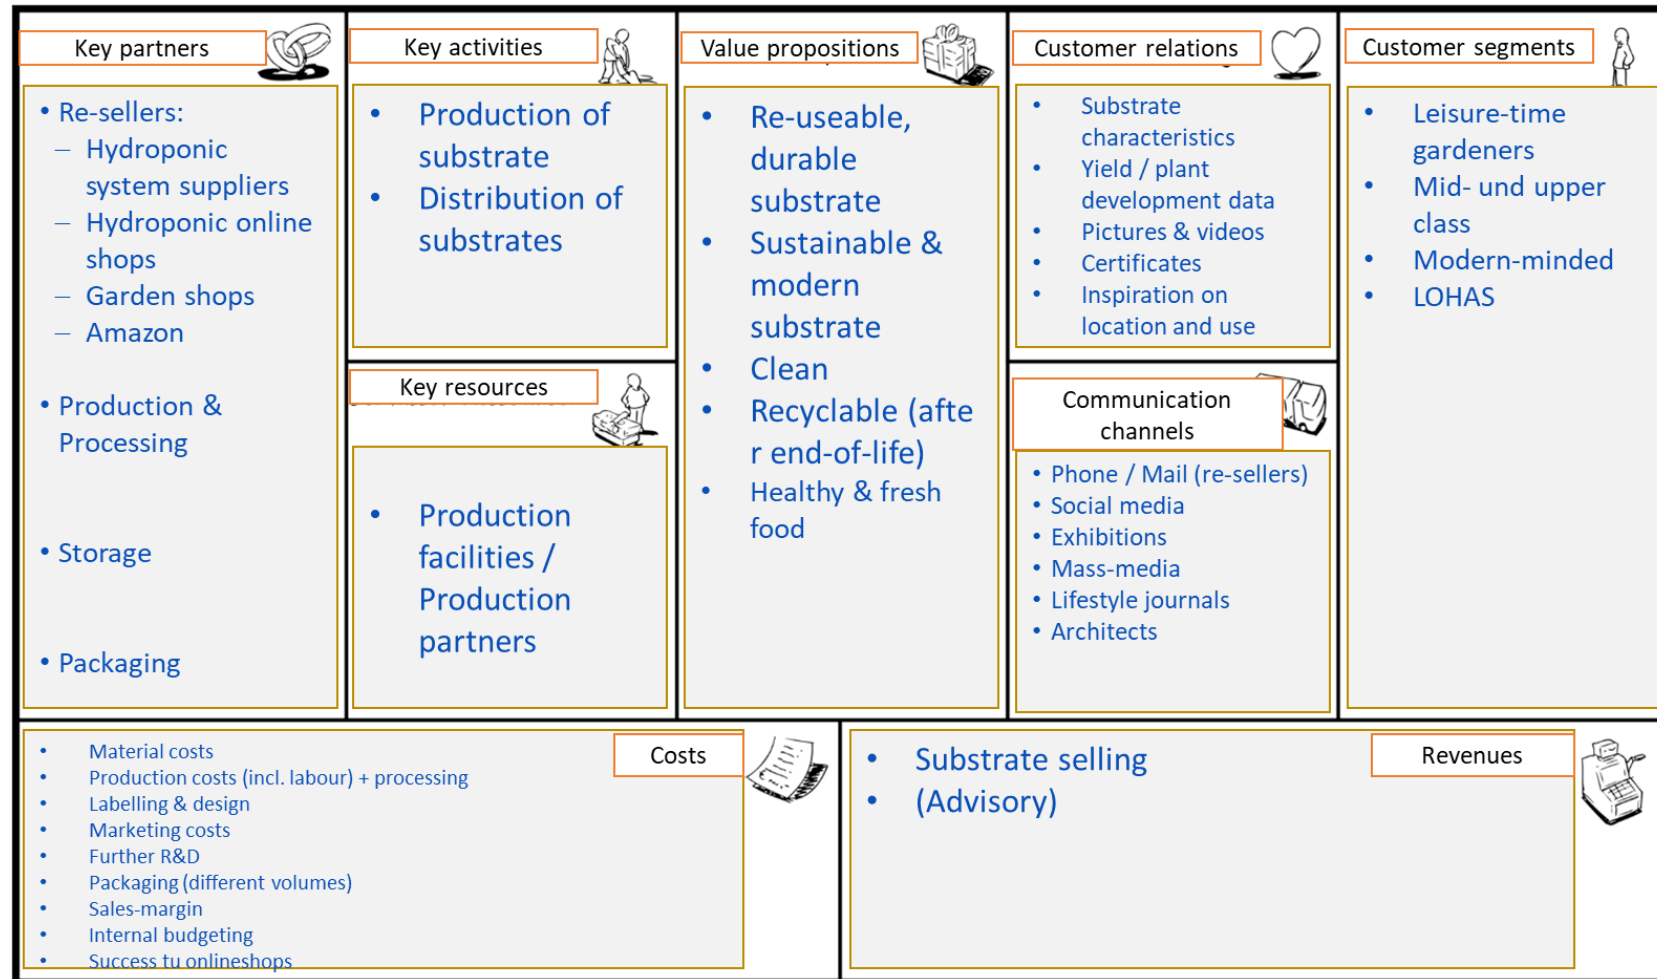 Key partners
• Re-sellers:
– Hydroponic
system suppliers
– Hydroponic online
shops
– Garden shops
– Amazon
• Production &
Processing
• Storage
• Packaging
Key activities
• Production of
substrate
• Distribution of
substrates
Key resources
• Production
facilities /
Production
partners
Value propositions
• Re-useable,
durable
substrate
• Sustainable &
modern
substrate
• Clean
• Recyclable (afte
r end-of-life)
• Healthy & fresh
food
Customer relations
• Substrate
characteristics
• Yield / plant
development data
• Pictures & videos
• Certificates
• Inspiration on
location and use
Communication
channels
• Phone / Mail (re-sellers)
• Social media
• Exhibitions
• Mass-media
• Lifestyle journals
• Architects
Customer segments
• Leisure-time
gardeners
• Mid- und upper
class
• Modern-minded
• LOHAS
Costs
• Material costs
• Production costs (incl. labour) + processing
• Labelling & design
• Marketing costs
• Further R&D
• Packaging (different volumes)
• Sales-margin
• Internal budgeting
• Success tu onlineshops
Revenues
• Substrate selling
• (Advisory)